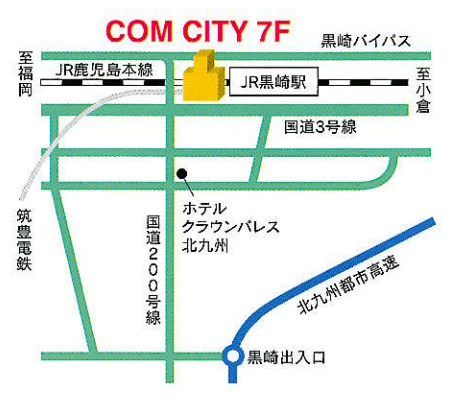 COM CITY 7F
黒崎バイパス
至福岡
JR鹿児島本線
JR黒崎駅
至小倉
国道3号線
筑豊電鉄
国道200号線
ホテル
クラウンパレス
北九州
北九州都市高速
黒崎出入口